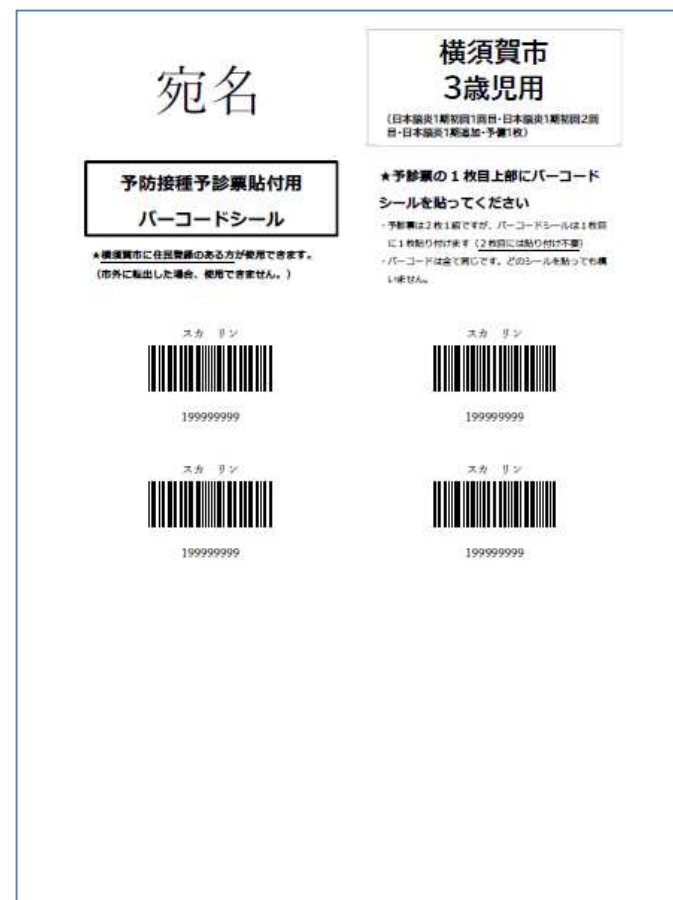 宛名
横須賀市
3歳児用
(日本脳炎1期初回1回目・日本脳炎1期初回2回
目・日本脳炎1期追加・予備1枚)
予防接種予診票貼付用
バーコードシール
★横須賀市に住民登録のある方が使用できます。
(市外に転出した場合、使用できません。)
★予診票の1枚目上部にバーコード
シールを貼ってください
・予診票は2枚1組ですが、バーコードシールは1枚目
に1枚貼り付けます(2枚目には貼り付け不要)
・バーコードは全て同じです。どのシールを貼っても構
いません。
スカ リン
199999999
スカ リン
199999999
スカ リン
199999999
スカ リン
199999999